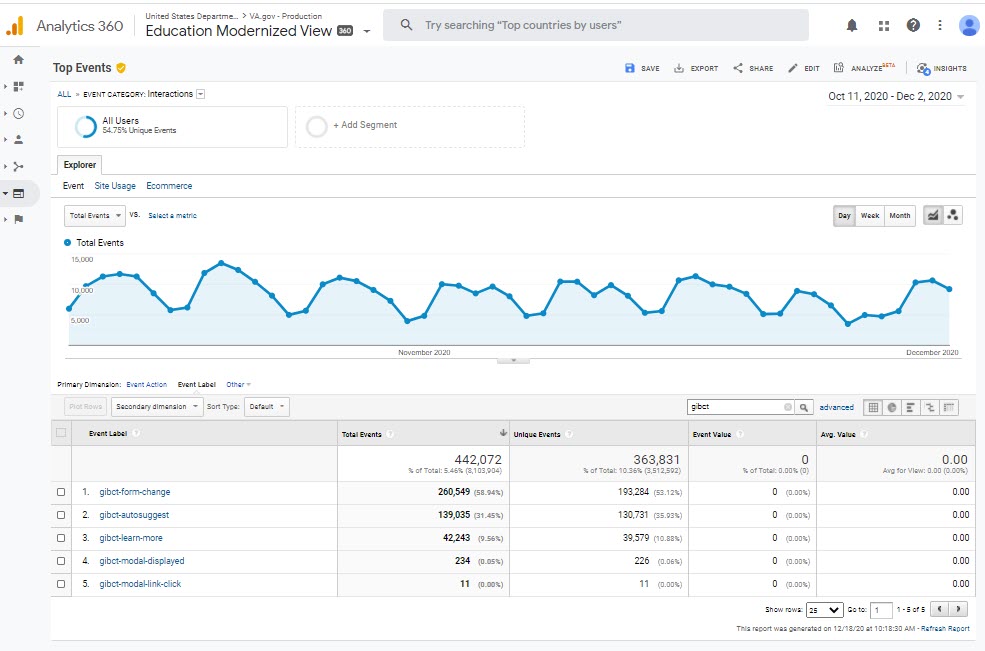 Analytics 360
United States Departme... > VA.gov - Production
Education Modernized View 360
Try searching "Top countries by users"
Top Events
SAVE EXPORT SHARE EDIT ANALYZE BETA INSIGHTS
ALL » EVENT CATEGORY: Interactions
Oct 11, 2020 - Dec 2, 2020
All Users
54.75% Unique Events
+ Add Segment
Explorer
Event Site Usage Ecommerce
Total Events VS. Select a metric
Day Week Month
Total Events
15,000
10,000
5,000
November 2020 December 2020
Primary Dimension: Event Action Event Label Other
Plot Rows Secondary dimension Sort Type: Default gibct advanced
Event Label ? Total Events ? Unique Events ? Event Value ? Avg. Value ?
442,072 363,831 0 0.00
% of Total: 5.46% (8,103,904) % of Total: 10.36% (3,512,592) % of Total: 0.00% (0) Avg for View: 0.00 (0.00%)
1. gibct-form-change 260,549 (58.94%) 193,284 (53.12%) 0 (0.00%) 0.00
2. gibct-autosuggest 139,035 (31.45%) 130,731 (35.93%) 0 (0.00%) 0.00
3. gibct-learn-more 42,243 (9.56%) 39,579 (10.88%) 0 (0.00%) 0.00
4. gibct-modal-displayed 234 (0.05%) 226 (0.06%) 0 (0.00%) 0.00
5. gibct-modal-link-click 11 (0.00%) 11 (0.00%) 0 (0.00%) 0.00
Show rows: 25 Go to: 1 1 - 5 of 5
This report was generated on 12/18/20 at 10:18:30 AM - Refresh Report